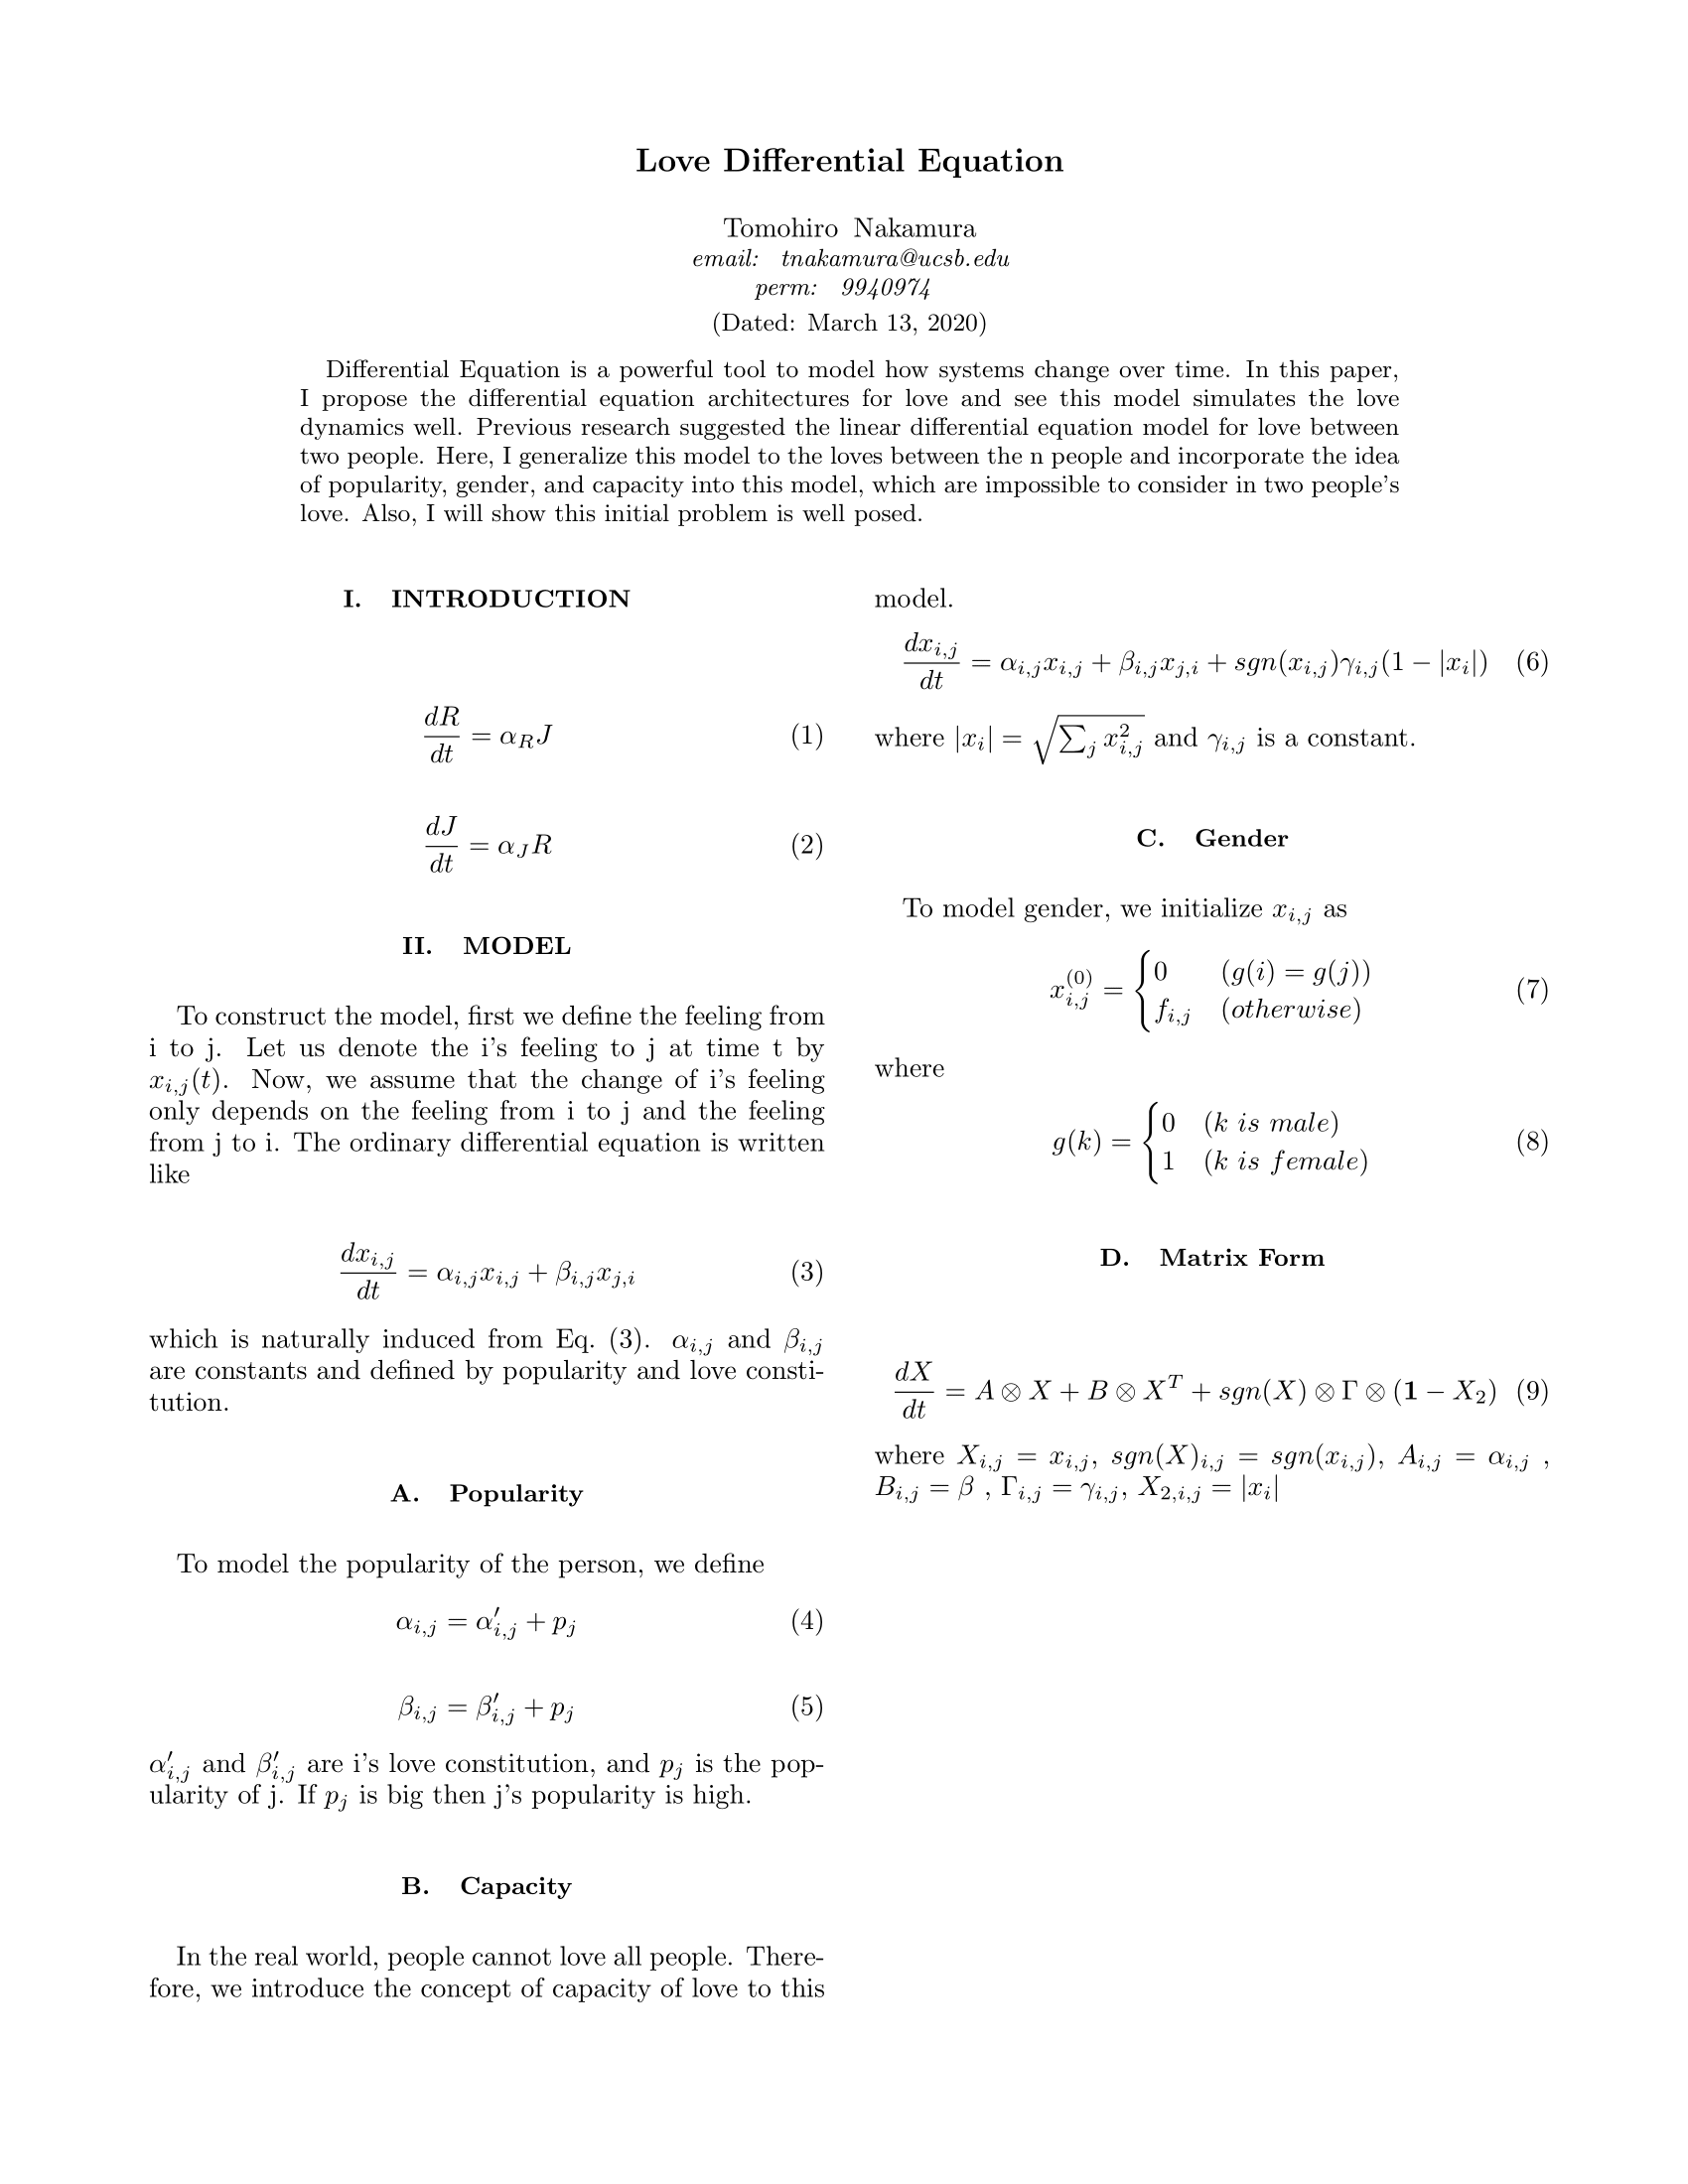 Love Differential Equation
Tomohiro Nakamura
email: tnakamura@ucsb.edu
perm: 9940974
(Dated: March 13, 2020)
Differential Equation is a powerful tool to model how systems change over time. In this paper,
I propose the differential equation architectures for love and see this model simulates the love
dynamics well. Previous research suggested the linear differential equation model for love between
two people. Here, I generalize this model to the loves between the n people and incorporate the idea
of popularity, gender, and capacity into this model, which are impossible to consider in two people's
love. Also, I will show this initial problem is well posed.
I. INTRODUCTION
\frac{dR}{dt} = \alpha_R J (1)
\frac{dJ}{dt} = \alpha_J R (2)
II. MODEL
To construct the model, first we define the feeling from
i to j. Let us denote the i's feeling to j at time t by
x_{i,j}(t). Now, we assume that the change of i's feeling
only depends on the feeling from i to j and the feeling
from j to i. The ordinary differential equation is written
like
\frac{dx_{i,j}}{dt} = \alpha_{i,j} x_{i,j} + \beta_{i,j} x_{j,i} (3)
which is naturally induced from Eq. (3). \alpha_{i,j} and \beta_{i,j}
are constants and defined by popularity and love consti-
tution.
A. Popularity
To model the popularity of the person, we define
\alpha_{i,j} = \alpha'_{i,j} + p_j (4)
\beta_{i,j} = \beta'_{i,j} + p_j (5)
\alpha'_{i,j} and \beta'_{i,j} are i's love constitution, and p_j is the pop-
ularity of j. If p_j is big then j's popularity is high.
B. Capacity
In the real world, people cannot love all people. There-
fore, we introduce the concept of capacity of love to this
model.
\frac{dx_{i,j}}{dt} = \alpha_{i,j} x_{i,j} + \beta_{i,j} x_{j,i} + sgn(x_{i,j}) \gamma_{i,j} (1 - |x_i|) (6)
where |x_i| = \sqrt{\sum_j x_{i,j}^2} and \gamma_{i,j} is a constant.
C. Gender
To model gender, we initialize x_{i,j} as
x_{i,j}^{(0)} = \begin{cases} 0 & (g(i) = g(j)) \\ f_{i,j} & (otherwise) \end{cases} (7)
where
g(k) = \begin{cases} 0 & (k is male) \\ 1 & (k is female) \end{cases} (8)
D. Matrix Form
\frac{dX}{dt} = A \otimes X + B \otimes X^T + sgn(X) \otimes \Gamma \otimes (\mathbf{1} - X_2) (9)
where X_{i,j} = x_{i,j}, sgn(X)_{i,j} = sgn(x_{i,j}), A_{i,j} = \alpha_{i,j} ,
B_{i,j} = \beta , \Gamma_{i,j} = \gamma_{i,j}, X_{2,i,j} = |x_i|